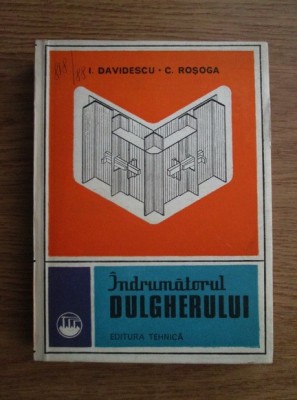 I. DAVIDESCU • C. ROȘOGA
Îndrumătorul
DULGHERULUI
EDITURA TEHNICĂ